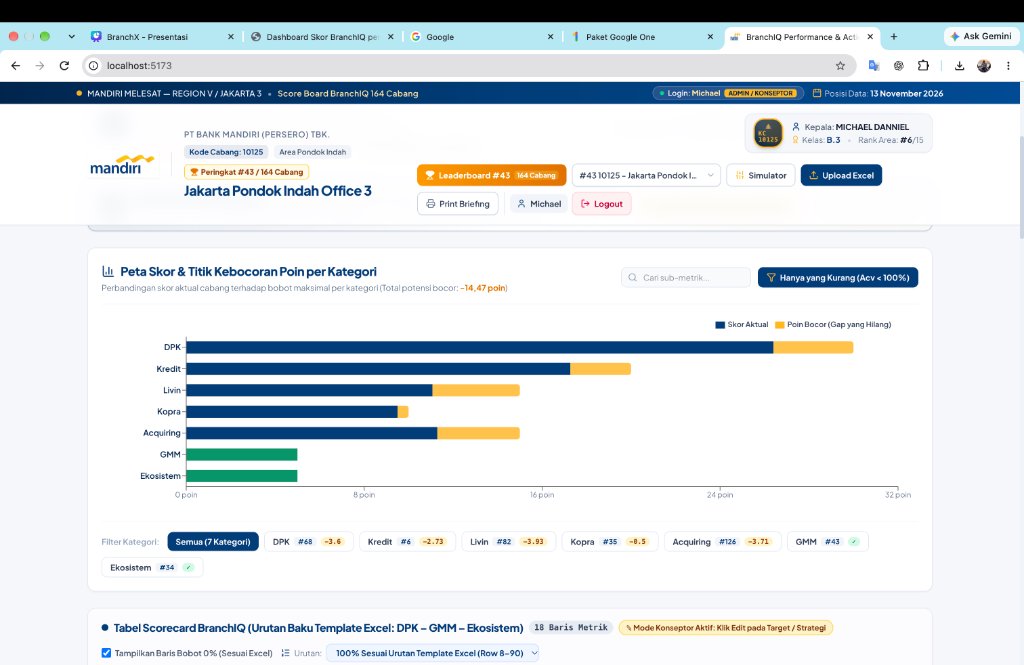 BranchX - Presentasi
Dashboard Skor BranchIQ pe
Google
Paket Google One
BranchIQ Performance & Acti
Ask Gemini
localhost:5173
MANDIRI MELESAT — REGION V / JAKARTA 3 • Score Board BranchIQ 164 Cabang
Login: Michael ADMIN / KONSEPTOR
Posisi Data: 13 November 2026
mandiri
PT BANK MANDIRI (PERSERO) TBK.
Kode Cabang: 10125 Area Pondok Indah
Peringkat #43 / 164 Cabang
Jakarta Pondok Indah Office 3
KC 10125
Kepala: MICHAEL DANNIEL
Kelas: B.3 • Rank Area: #6/15
Leaderboard #43 164 Cabang
#43 10125 - Jakarta Pondok I...
Simulator
Upload Excel
Print Briefing
Michael
Logout
Peta Skor & Titik Kebocoran Poin per Kategori
Perbandingan skor aktual cabang terhadap bobot maksimal per kategori (Total potensi bocor: -14,47 poin)
Cari sub-metrik...
Hanya yang Kurang (Acv < 100%)
Skor Aktual
Poin Bocor (Gap yang Hilang)
DPK
Kredit
Livin
Kopra
Acquiring
GMM
Ekosistem
0 poin 8 poin 16 poin 24 poin 32 poin
Filter Kategori: Semua (7 Kategori) DPK #68 -3.6 Kredit #6 -2.73 Livin #82 -3.93 Kopra #35 -0.5 Acquiring #126 -3.71 GMM #43 ✓
Ekosistem #34 ✓
Tabel Scorecard BranchIQ (Urutan Baku Template Excel: DPK – GMM – Ekosistem) 18 Baris Metrik
Mode Konseptor Aktif: Klik Edit pada Target / Strategi
Tampilkan Baris Bobot 0% (Sesuai Excel) Urutan: 100% Sesuai Urutan Template Excel (Row 8-90)